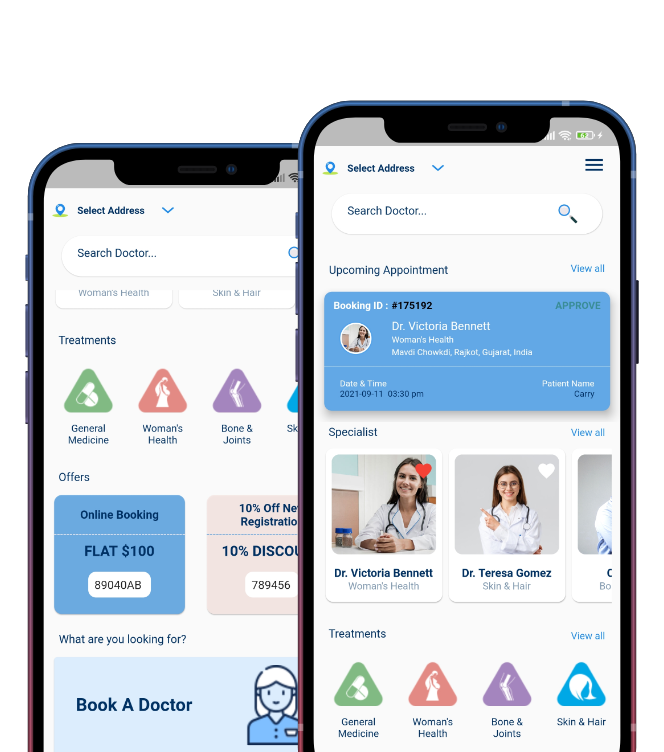 Select Address
Search Doctor...
Woman's Health
Skin & Hair
Treatments
General
Medicine
Woman's
Health
Bone &
Joints
Offers
Online Booking
FLAT $100
89040AB
10% Off
Registration
10%
789456
What are you looking for?
Book A Doctor
67
Select Address
Search Doctor...
Upcoming Appointment
View all
Booking ID : #175192
APPROVE
Dr. Victoria Bennett
Woman's Health
Mavdi Chowkdi, Rajkot, Gujarat, India
Date & Time
2021-09-11 03:30 pm
Patient Name
Carry
Specialist
View all
Dr. Victoria Bennett
Woman's Health
Dr. Teresa Gomez
Skin & Hair
Treatments
View all
General
Medicine
Woman's
Health
Bone &
Joints
Skin & Hair